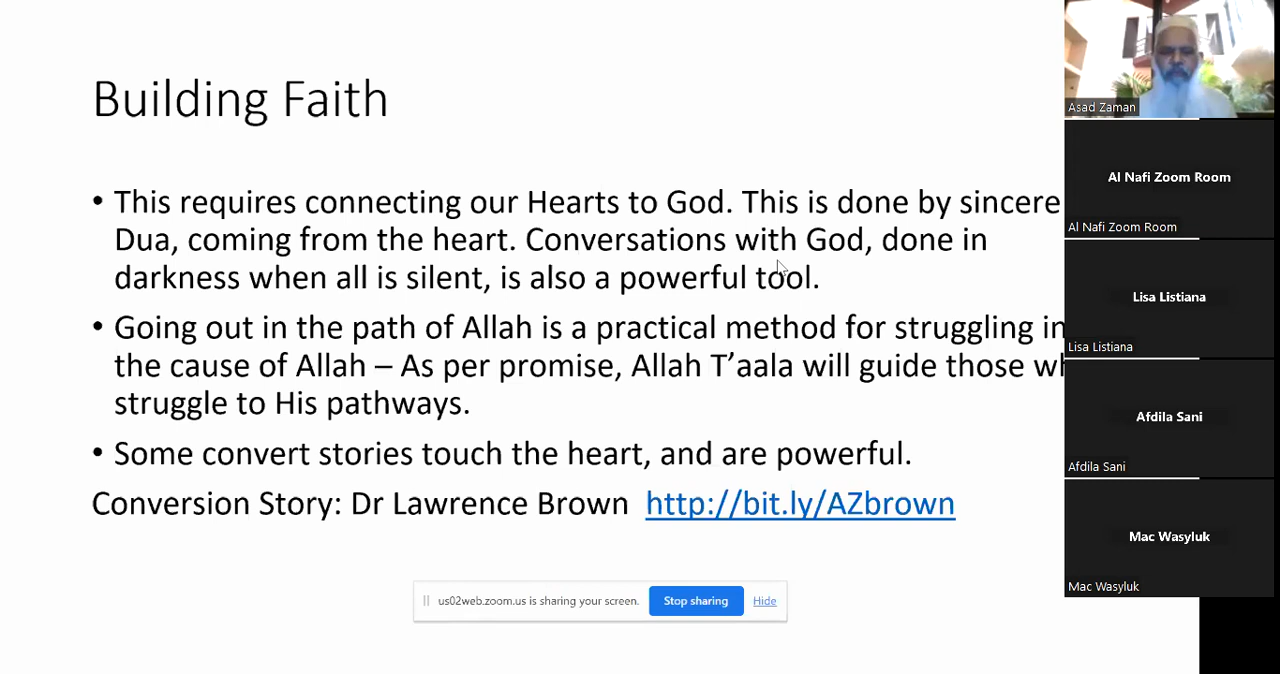 Building Faith
• This requires connecting our Hearts to God. This is done by sincere
Dua, coming from the heart. Conversations with God, done in
darkness when all is silent, is also a powerful tool.
• Going out in the path of Allah is a practical method for struggling in
the cause of Allah – As per promise, Allah T’aala will guide those
struggle to His pathways.
• Some convert stories touch the heart, and are powerful.
Conversion Story: Dr Lawrence Brown http://bit.ly/AZbrown
us02web.zoom.us is sharing your screen. Stop sharing Hide
Asad Zaman
Al Nafi Zoom Room
Al Nafi Zoom Room
Lisa Listiana
Lisa Listiana
Afdila Sani
Afdila Sani
Mac Wasyluk
Mac Wasyluk